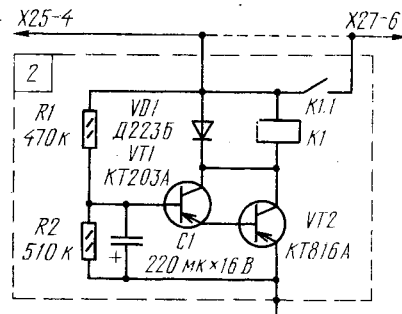 X25-4
X27-6
2
R1
470к
VD1
Д223Б
VT1
КТ203А
K1.1
K1
R2
510 к
C1
220 мк×16 В
VT2
КТ816А
+